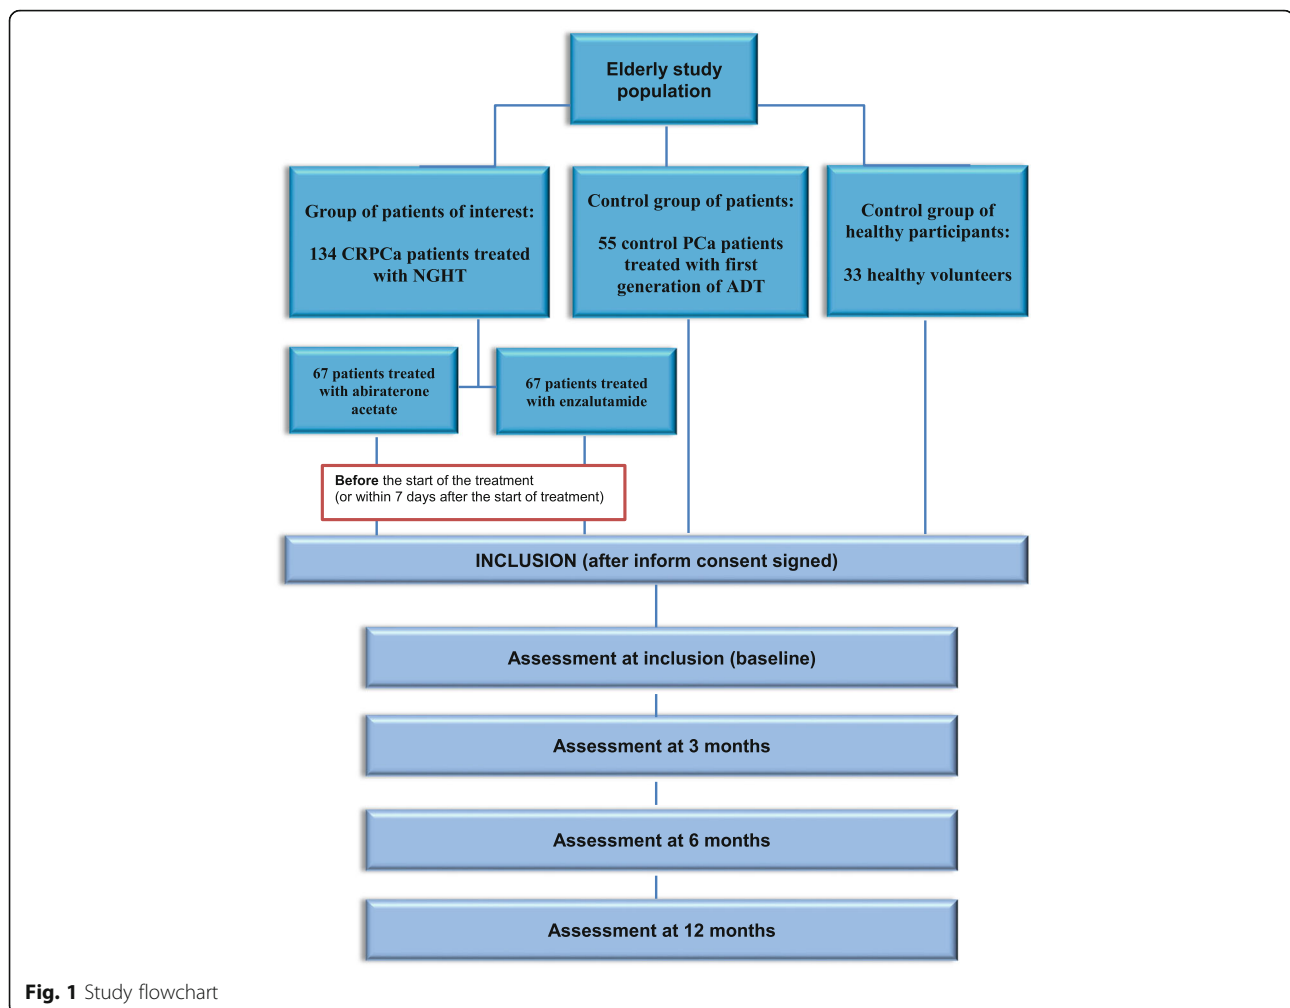 Elderly study
population
Group of patients of interest:
134 CRPCa patients treated
with NGHT
Control group of patients:
55 control PCa patients
treated with first
generation of ADT
Control group of
healthy participants:
33 healthy volunteers
67 patients treated
with abiraterone
acetate
67 patients treated
with enzalutamide
Before the start of the treatment
(or within 7 days after the start of treatment)
INCLUSION (after inform consent signed)
Assessment at inclusion (baseline)
Assessment at 3 months
Assessment at 6 months
Assessment at 12 months
Fig. 1 Study flowchart